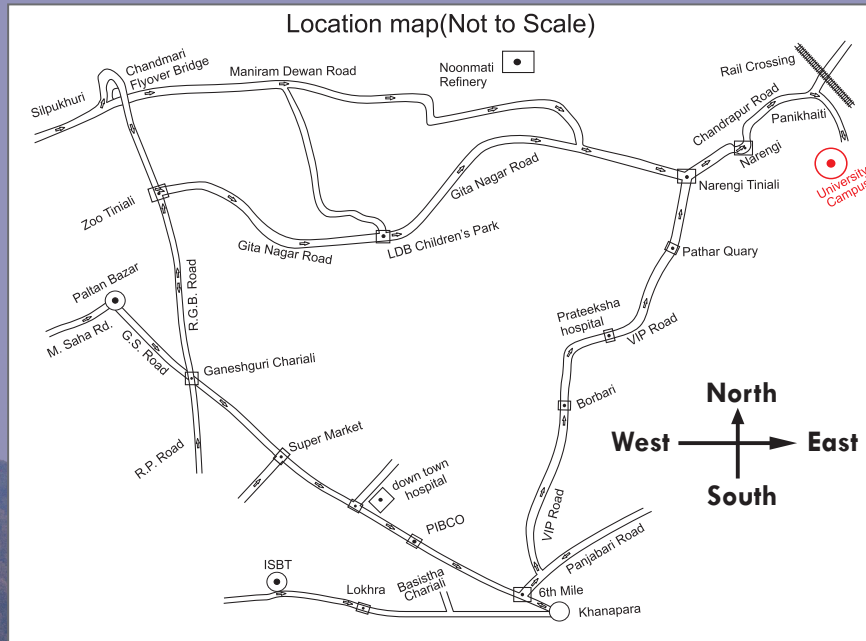 Location map(Not to Scale)
Chandmari
Flyover Bridge
Maniram Dewan Road
Noonmati
Refinery
Rail Crossing
Silpukhuri
Chandrapur Road
Panikhaiti
Narengi
University
Campus
Gita Nagar Road
Narengi Tiniali
Zoo Tiniali
Gita Nagar Road
LDB Children's Park
Pathar Quary
Paltan Bazar
R.G.B. Road
Prateeksha
hospital
VIP Road
M. Saha Rd.
G.S. Road
Ganeshguri Chariali
Borbari
North
West
East
South
R.P. Road
Super Market
down town
hospital
PIBCO
VIP Road
Panjabari Road
ISBT
Lokhra
Basistha
Chariali
6th Mile
Khanapara